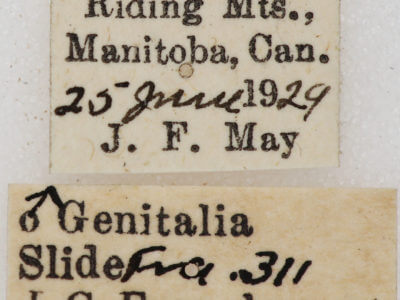 Riding Mts.,
Manitoba, Can.
25 June 1929
J. F. May
♂ Genitalia
Slide Fra. 311
J. G. F